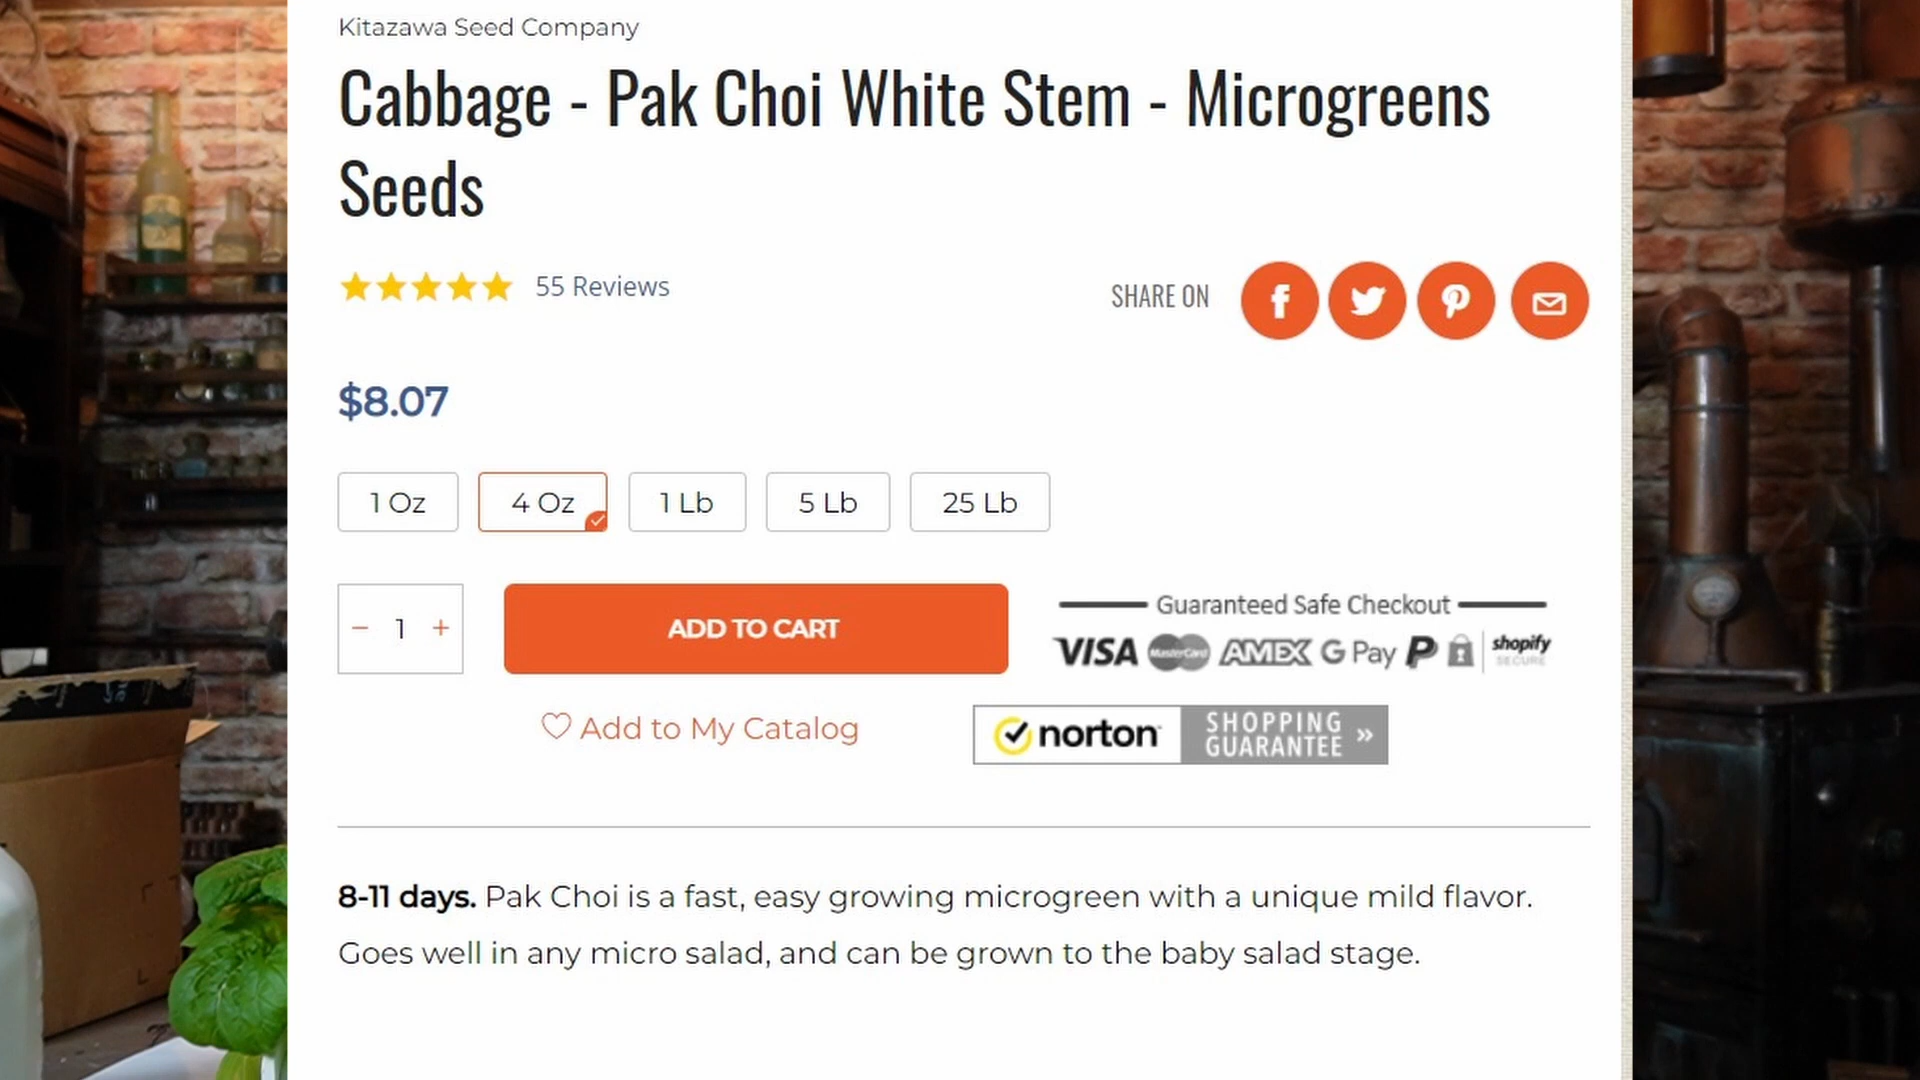 Kitazawa Seed Company
Cabbage - Pak Choi White Stem - Microgreens
Seeds
55 Reviews
SHARE ON
$8.07
1 Oz
4 Oz
1 Lb
5 Lb
25 Lb
− 1 +
ADD TO CART
Guaranteed Safe Checkout
VISA MasterCard AMEX G Pay P shopify
SECURE
Add to My Catalog
norton SHOPPING
GUARANTEE »
8-11 days. Pak Choi is a fast, easy growing microgreen with a unique mild flavor.
Goes well in any micro salad, and can be grown to the baby salad stage.